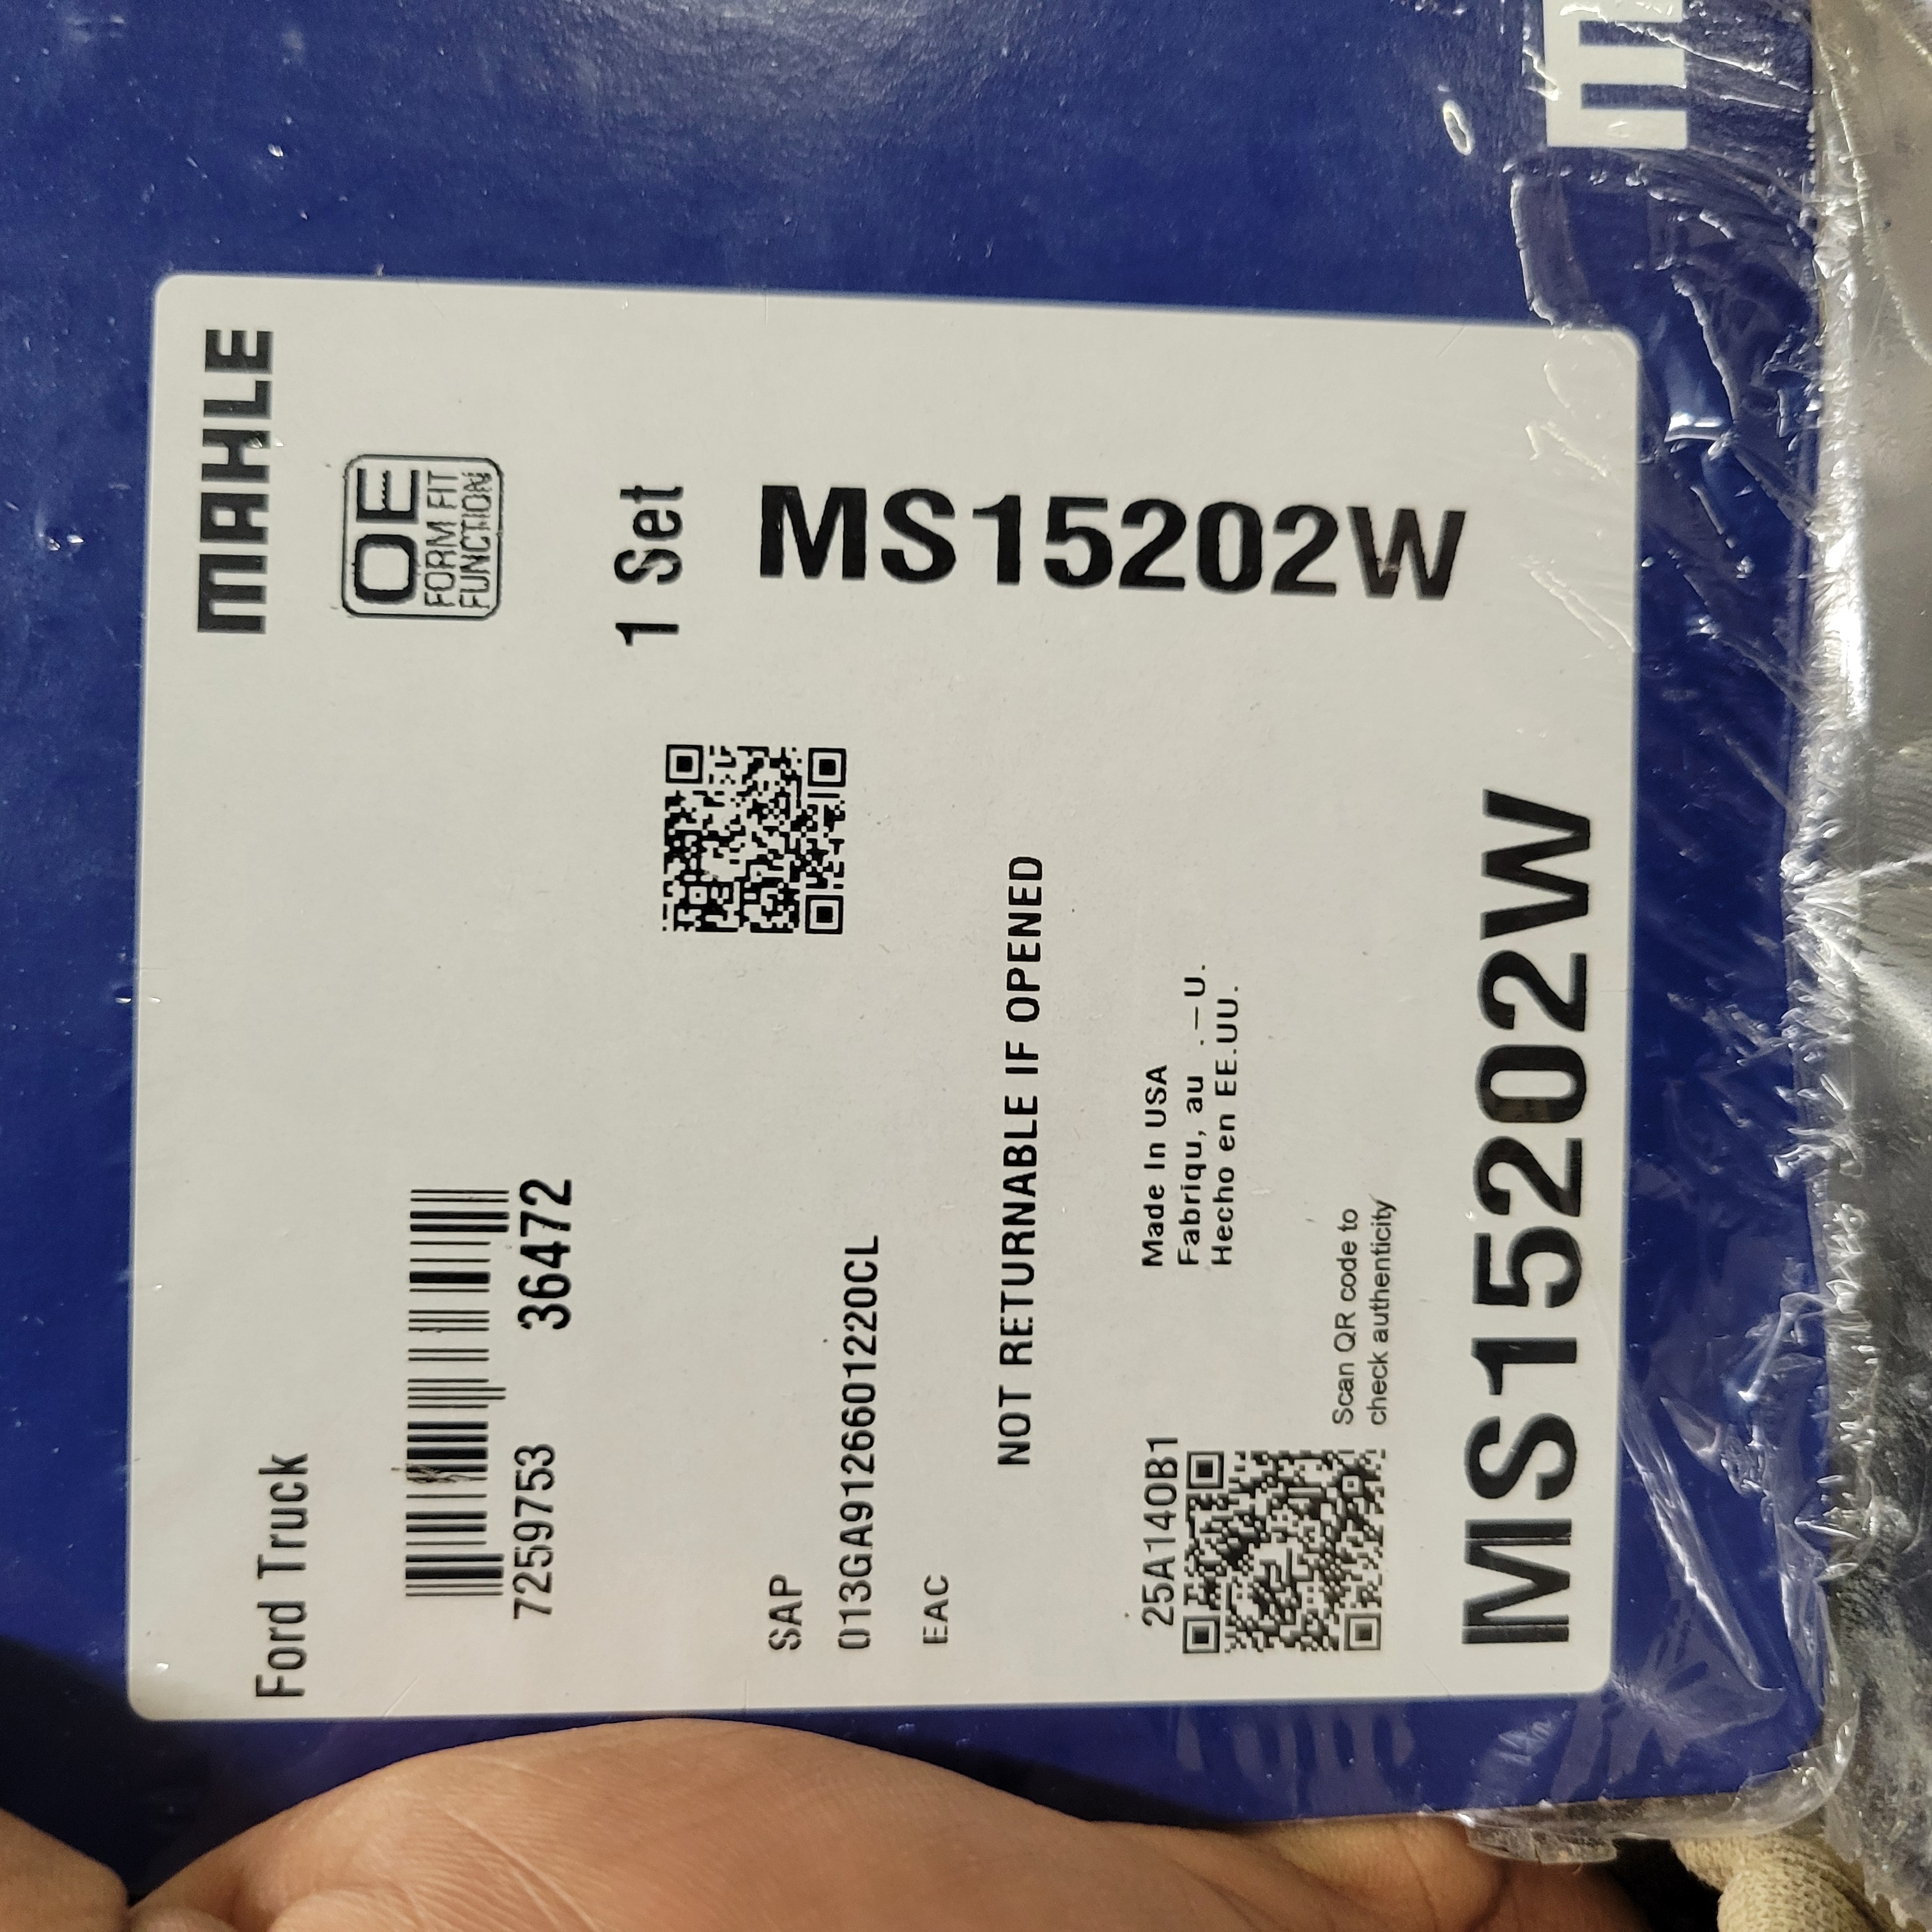 MAHLE
Ford Truck
OE
FORM FIT
FUNCTION
7259753 36472
1 Set
MS15202W
SAP
013GA9126601220CL
EAC
NOT RETURNABLE IF OPENED
25A140B1
Made In USA
Fabriqu, au .—U.
Hecho en EE.UU.
Scan QR code to
check authenticity
MS15202W